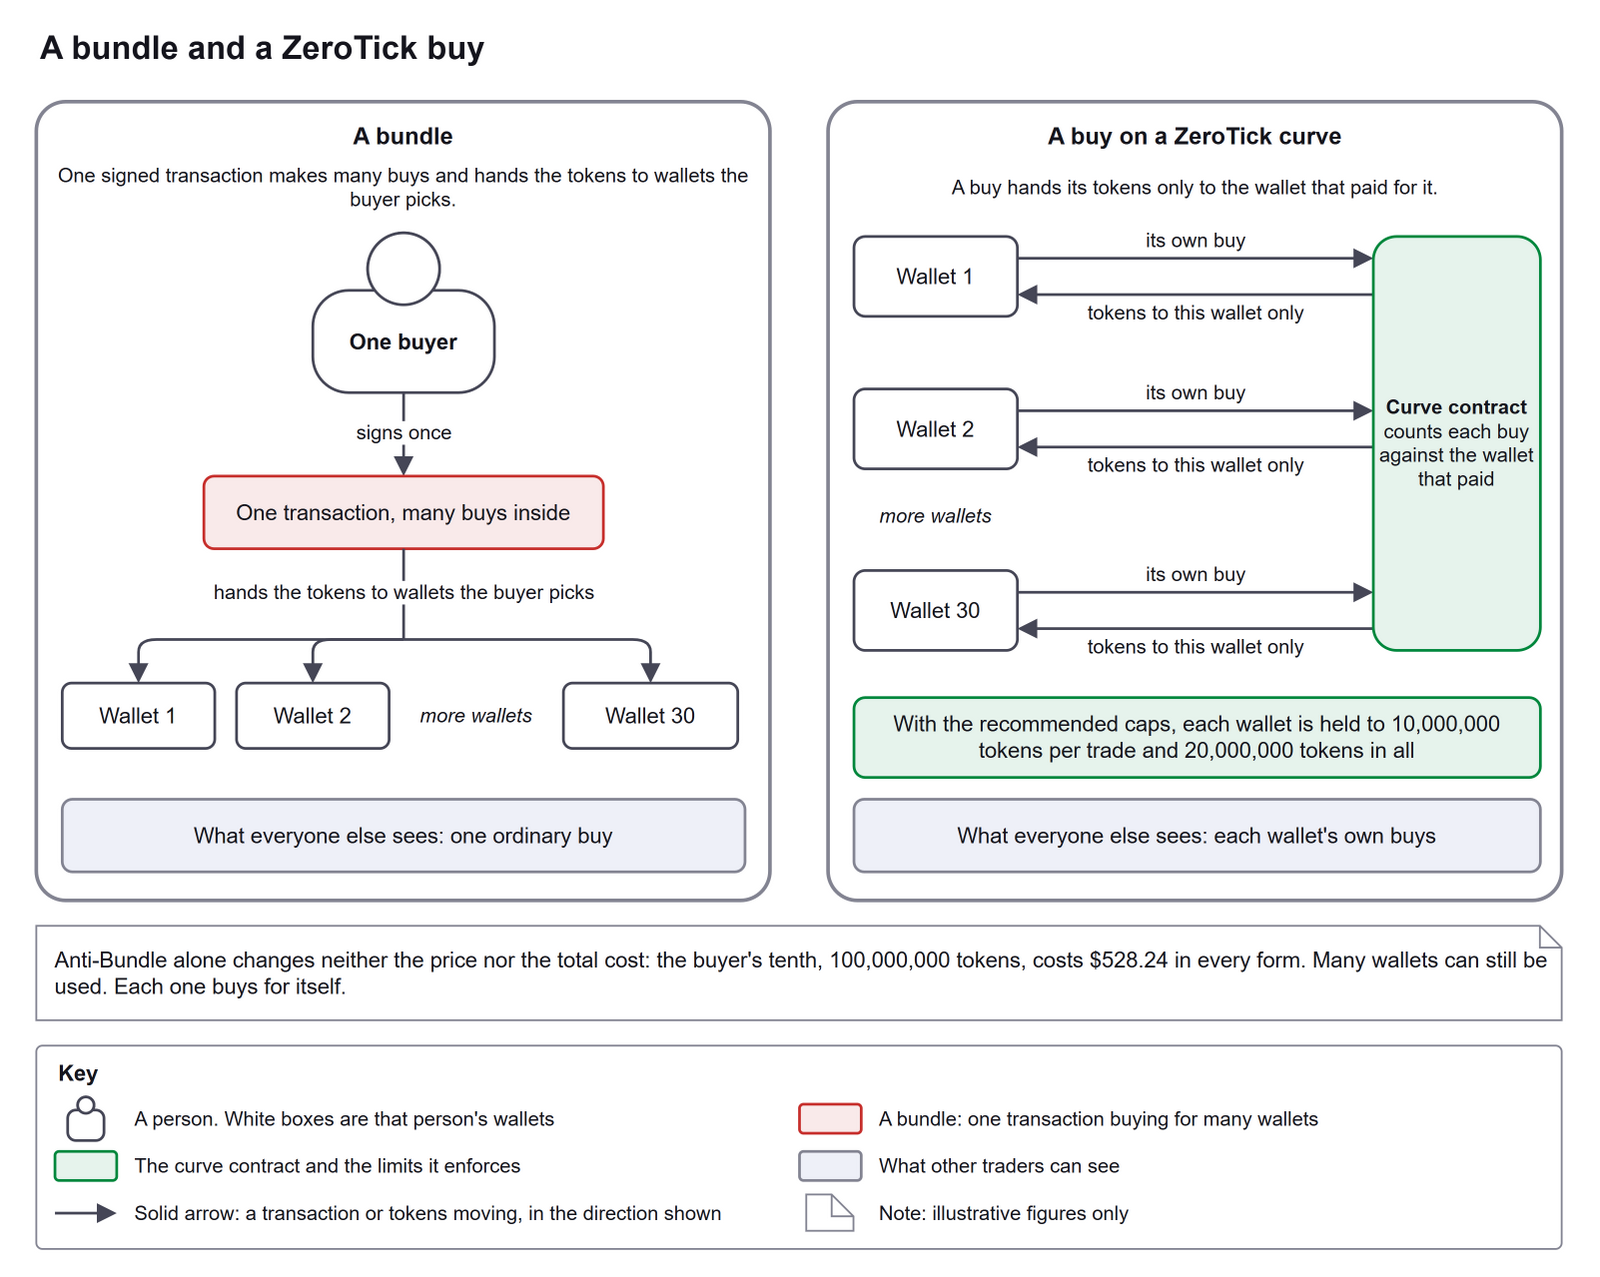 A bundle and a ZeroTick buy
A bundle
One signed transaction makes many buys and hands the tokens to wallets the
buyer picks.
One buyer
signs once
One transaction, many buys inside
hands the tokens to wallets the buyer picks
Wallet 1
Wallet 2
more wallets
Wallet 30
What everyone else sees: one ordinary buy
A buy on a ZeroTick curve
A buy hands its tokens only to the wallet that paid for it.
Wallet 1
its own buy
tokens to this wallet only
Wallet 2
its own buy
tokens to this wallet only
more wallets
Wallet 30
its own buy
tokens to this wallet only
Curve contract
counts each buy
against the wallet
that paid
With the recommended caps, each wallet is held to 10,000,000
tokens per trade and 20,000,000 tokens in all
What everyone else sees: each wallet's own buys
Anti-Bundle alone changes neither the price nor the total cost: the buyer's tenth, 100,000,000 tokens, costs $528.24 in every form. Many wallets can still be
used. Each one buys for itself.
Key
A person. White boxes are that person's wallets
The curve contract and the limits it enforces
Solid arrow: a transaction or tokens moving, in the direction shown
A bundle: one transaction buying for many wallets
What other traders can see
Note: illustrative figures only